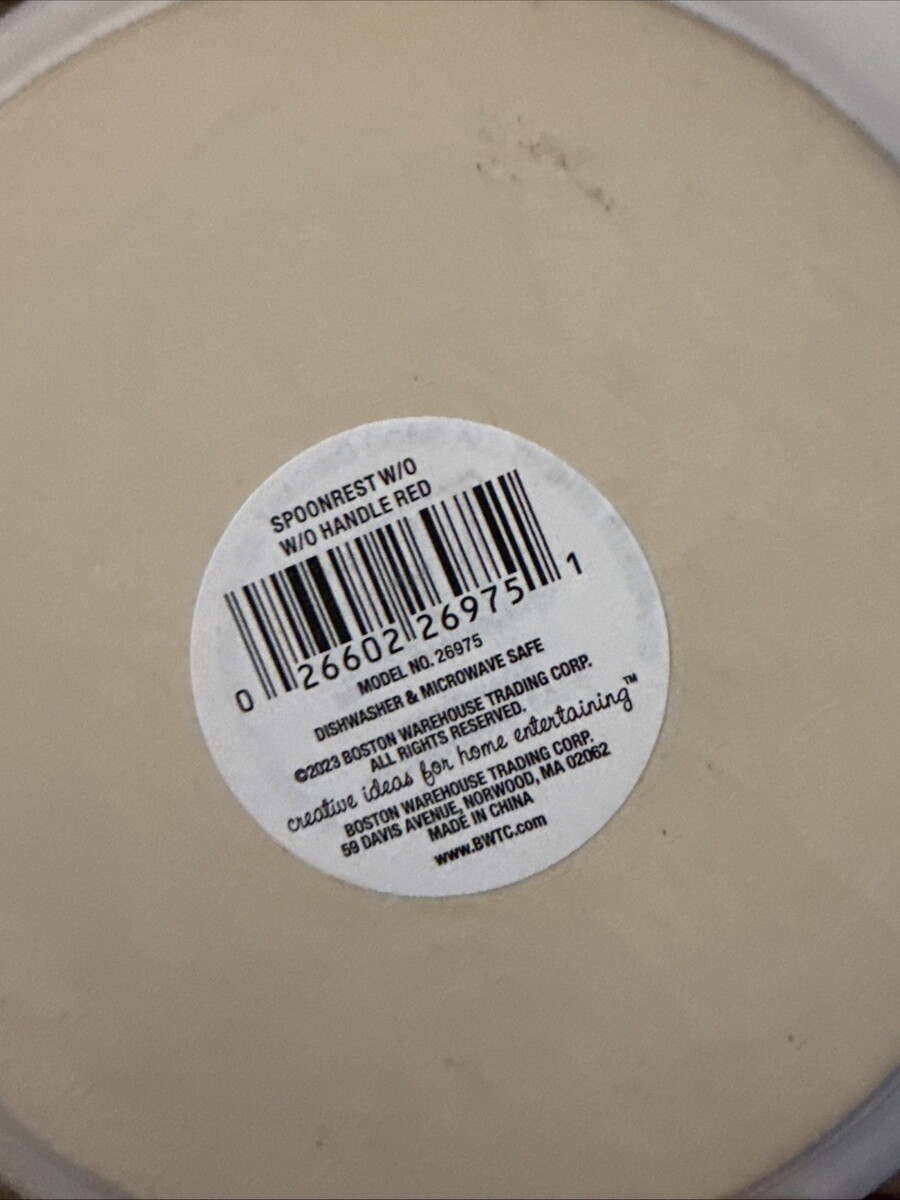 SPOONREST W/O
W/O HANDLE RED
0 26602 26975 1
MODEL NO. 26975
DISHWASHER & MICROWAVE SAFE
©2023 BOSTON WAREHOUSE TRADING CORP.
ALL RIGHTS RESERVED.
creative ideas for home entertaining™
BOSTON WAREHOUSE TRADING CORP.
59 DAVIS AVENUE, NORWOOD, MA 02062
MADE IN CHINA
www.BWTC.com